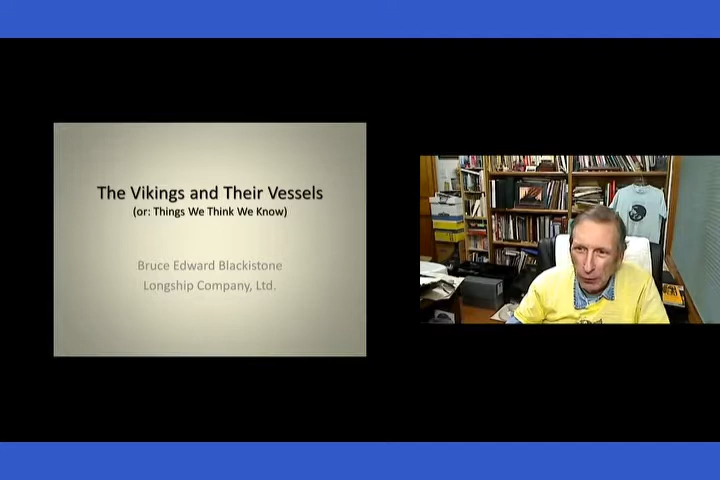 The Vikings and Their Vessels
(or: Things We Think We Know)
Bruce Edward Blackistone
Longship Company, Ltd.